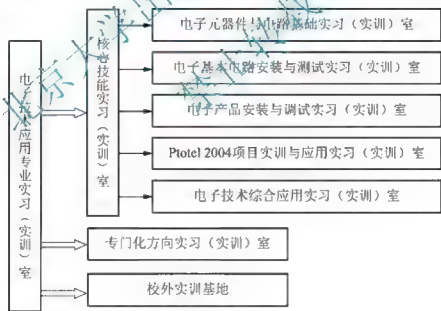 电子技术应用专业实习（实训）室
核心技能实习（实训）室
电子元器件与电路基础实习（实训）室
电子基本电路安装与测试实习（实训）室
电子产品安装与调试实习（实训）室
Ptotel 2004项目实训与应用实习（实训）室
电子技术综合应用实习（实训）室
专门化方向实习（实训）室
校外实训基地